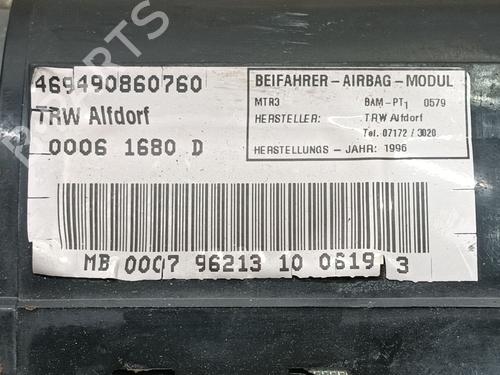 469490860760
TRW Alfdorf
0006 1680 D
BEIFAHRER-AIRBAG-MODUL
MTR3 BAM-PT1 0579
HERSTELLER: TRW Alfdorf
Tel. 07172 / 3020
HERSTELLUNGS - JAHR: 1996
MB 0007 96213 10 0619 3